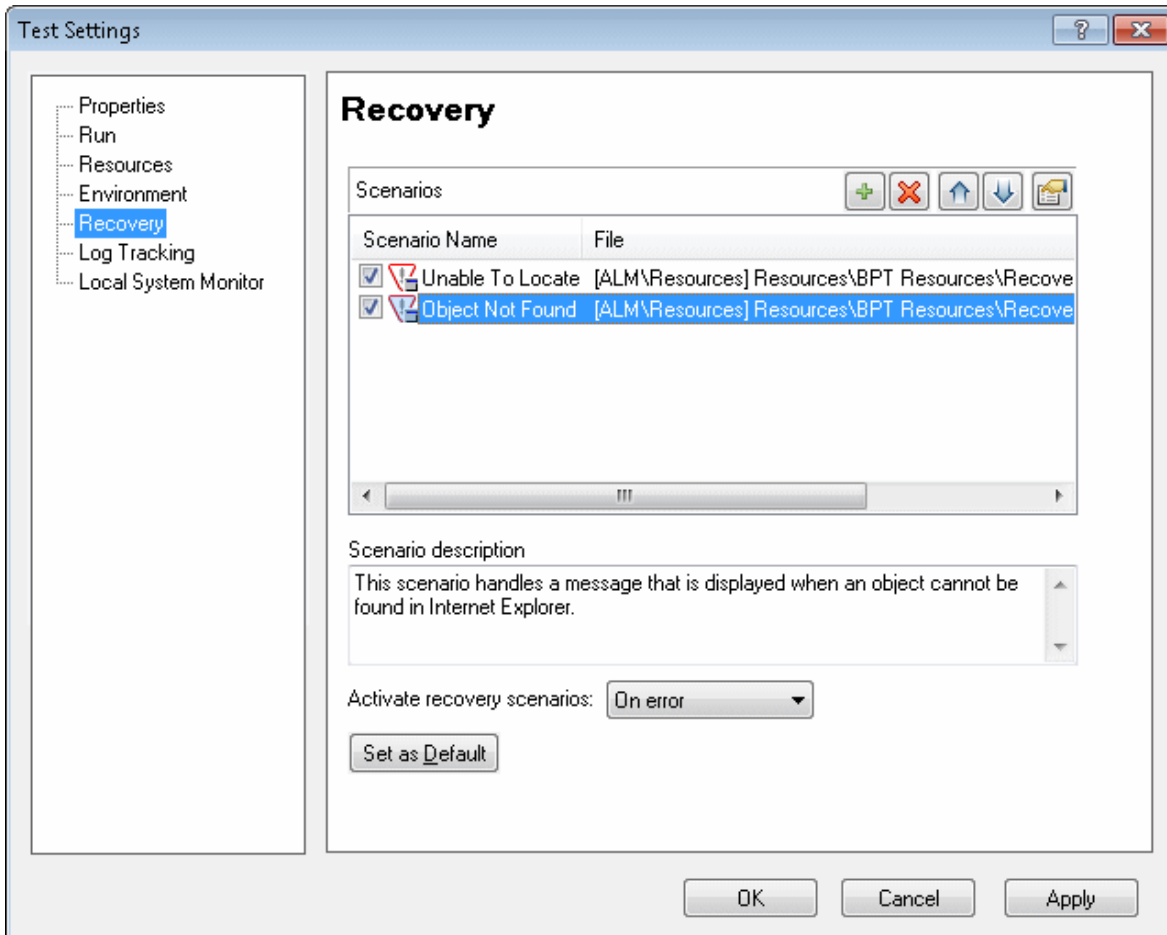 Test Settings
Properties
Run
Resources
Environment
Recovery
Log Tracking
Local System Monitor
Recovery
Scenarios
Scenario Name File
Unable To Locate [ALM\Resources] Resources\BPT Resources\Recove
Object Not Found [ALM\Resources] Resources\BPT Resources\Recove
Scenario description
This scenario handles a message that is displayed when an object cannot be
found in Internet Explorer.
Activate recovery scenarios: On error
Set as Default
OK Cancel Apply